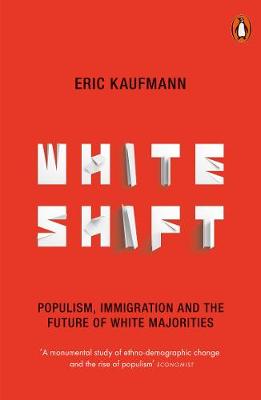 ERIC KAUFMANN
WHITE
SHIFT
POPULISM, IMMIGRATION AND THE
FUTURE OF WHITE MAJORITIES
‘A monumental study of ethno-demographic change
and the rise of populism’ ECONOMIST